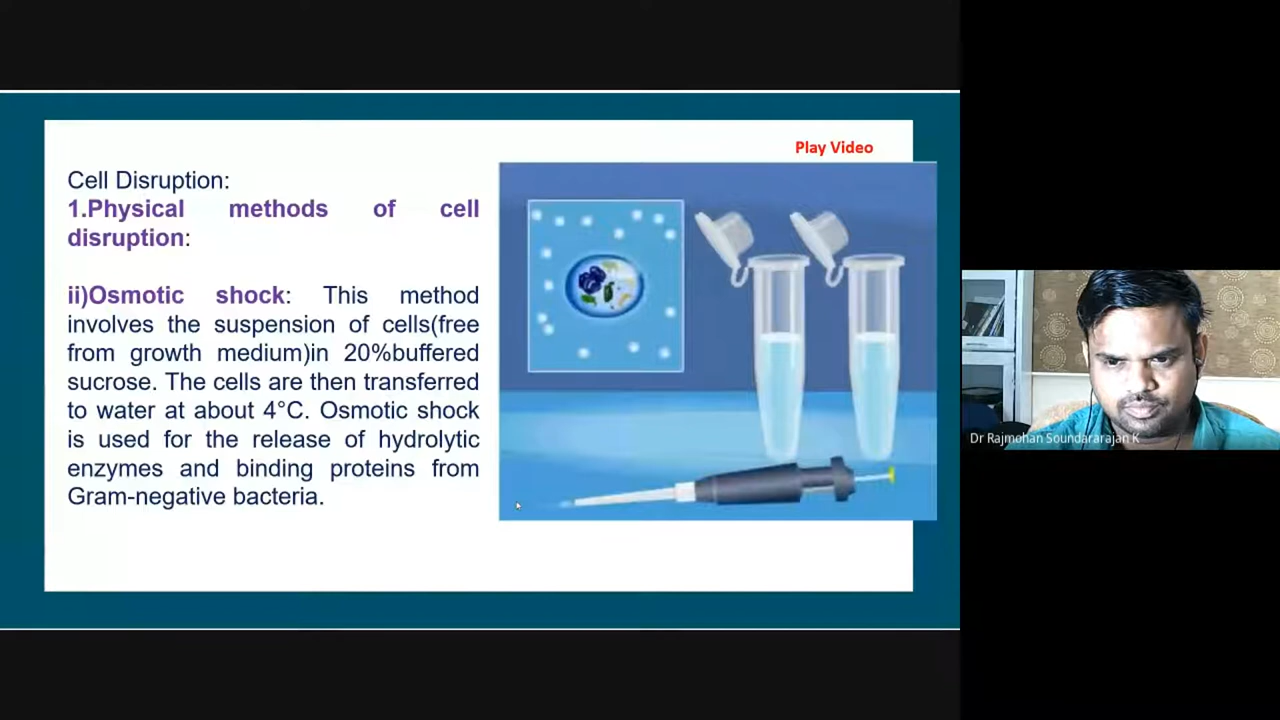 Play Video
Cell Disruption:
1.Physical methods of cell
disruption:
ii)Osmotic shock: This method
involves the suspension of cells(free
from growth medium)in 20%buffered
sucrose. The cells are then transferred
to water at about 4°C. Osmotic shock
is used for the release of hydrolytic
enzymes and binding proteins from
Gram-negative bacteria.
Dr Rajmohan Soundararajan K